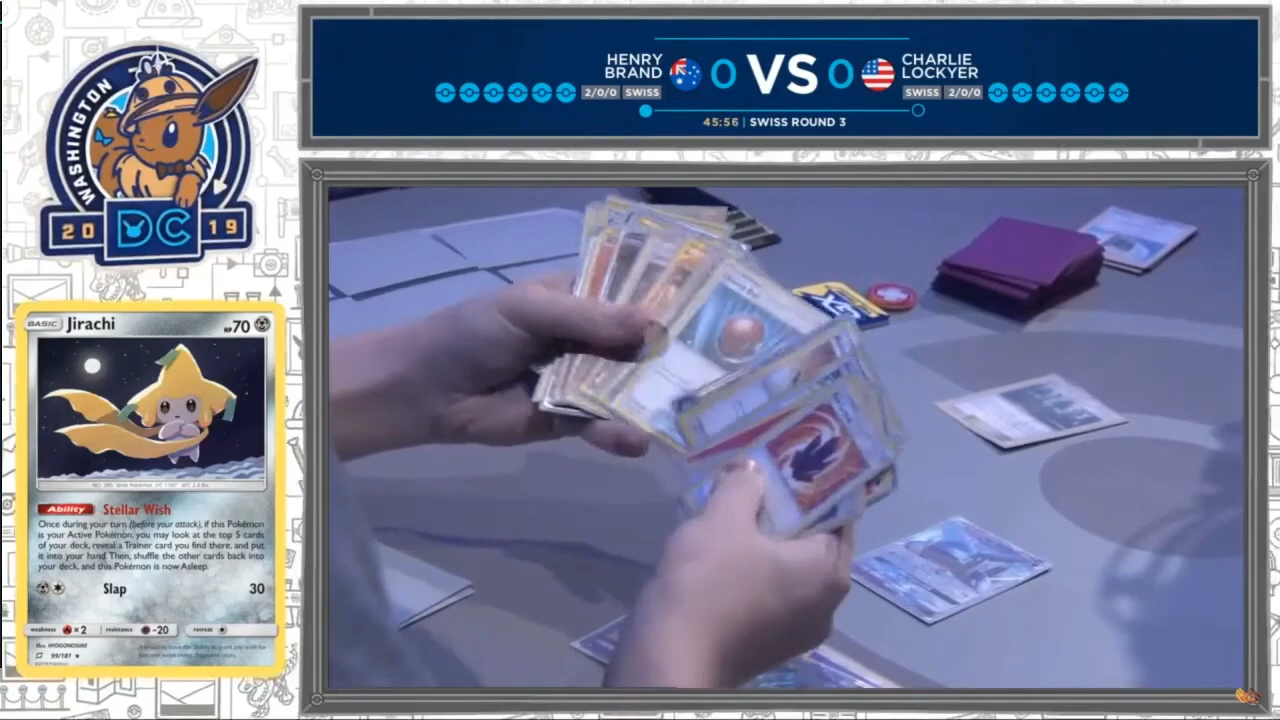 WASHINGTON
2019
DC
HENRY
BRAND
2/0/0 SWISS
0 VS 0
CHARLIE
LOCKYER
SWISS 2/0/0
45:56 | SWISS ROUND 3
BASIC Jirachi HP70
Ability Stellar Wish
Once during your turn (before your attack), if this Pokémon
is your Active Pokémon, you may look at the top 5 cards
of your deck, reveal a Trainer card you find there, and put
it into your hand. Then, shuffle the other cards back into
your deck, and this Pokémon is now Asleep.
Slap 30
weakness ×2 resistance -20 retreat
99/181